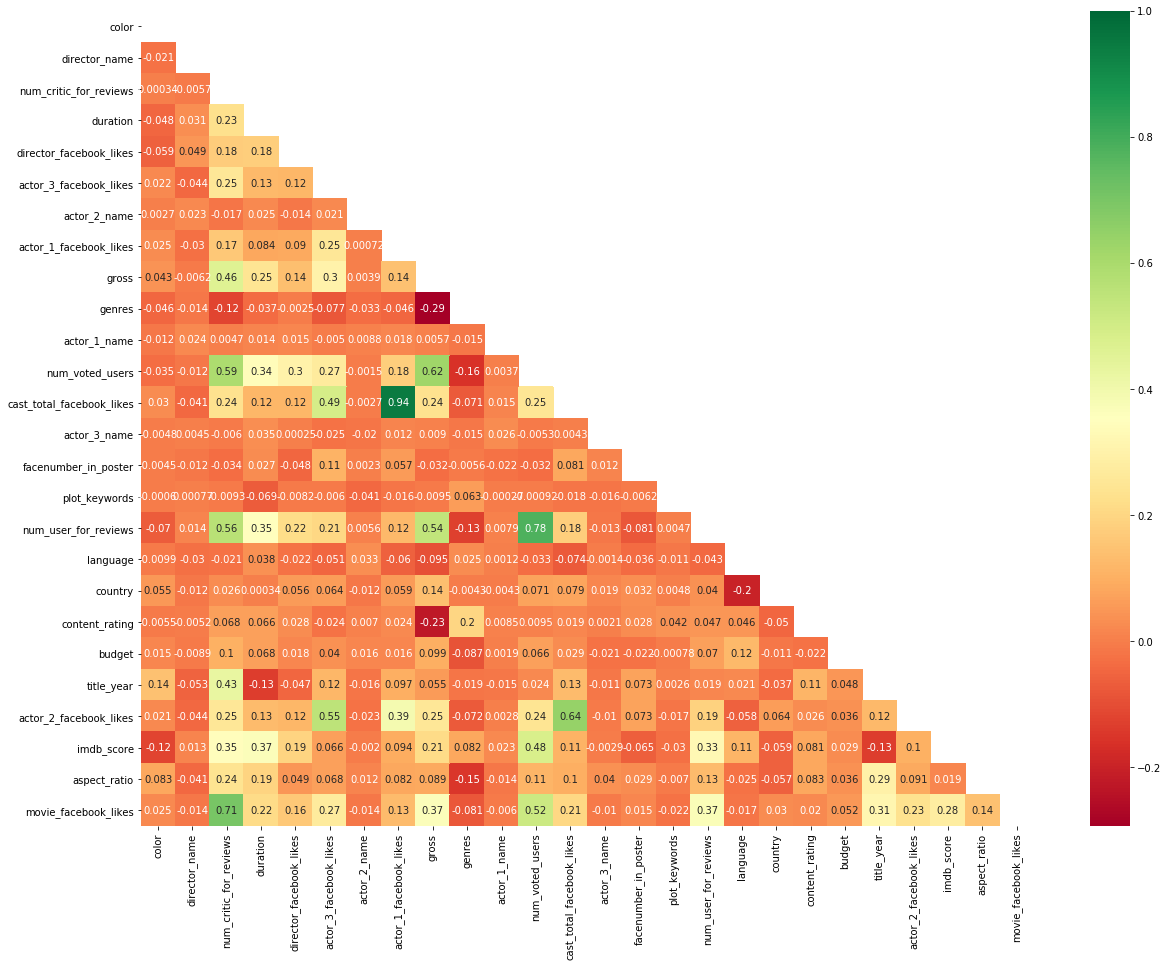 color
director_name -0.021
num_critic_for_reviews 0.00034 -0.0057
duration -0.048 0.031 0.23
director_facebook_likes -0.059 0.049 0.18 0.18
actor_3_facebook_likes 0.022 -0.044 0.25 0.13 0.12
actor_2_name 0.0027 0.023 -0.017 0.025 -0.014 0.021
actor_1_facebook_likes 0.025 -0.03 0.17 0.084 0.09 0.25 0.00072
gross 0.043 -0.0062 0.46 0.25 0.14 0.3 0.0039 0.14
genres -0.046 -0.014 -0.12 -0.037 -0.0025 -0.077 -0.033 -0.046 -0.29
actor_1_name -0.012 0.024 0.0047 0.014 0.015 -0.005 0.0088 0.018 0.0057 -0.015
num_voted_users -0.035 -0.012 0.59 0.34 0.3 0.27 -0.0015 0.18 0.62 -0.16 0.0037
cast_total_facebook_likes 0.03 -0.041 0.24 0.12 0.12 0.49 -0.0027 0.94 0.24 -0.071 0.015 0.25
actor_3_name -0.0048 0.0045 -0.006 0.035 -0.025 -0.02 0.012 0.009 -0.015 0.026 -0.0053 0.0043
facenumber_in_poster -0.012 -0.034 0.027 -0.048 0.11 0.0023 0.057 -0.032 -0.0056 -0.022 -0.032 0.081 0.012
plot_keywords -0.0093 -0.069 -0.0082 -0.006 -0.041 -0.016 -0.0095 0.063 -0.018 -0.016 -0.0062
num_user_for_reviews -0.07 0.014 0.56 0.35 0.22 0.21 0.0056 0.12 0.54 -0.13 0.0079 0.78 0.18 -0.013 -0.081 0.0047
language 0.0099 -0.03 -0.021 0.038 -0.022 -0.051 0.033 -0.06 -0.095 0.025 0.0012 -0.033 -0.074 -0.0014 -0.036 -0.011 -0.043
country 0.055 -0.012 0.026 0.00034 0.056 0.064 -0.012 0.059 0.14 -0.0043 -0.0043 0.071 0.079 0.019 0.032 0.0048 0.04 -0.2
content_rating 0.068 0.066 0.028 -0.024 0.007 0.024 -0.23 0.2 0.019 0.0021 0.028 0.042 0.047 0.046 -0.05
budget 0.015 -0.0089 0.1 0.068 0.018 0.04 0.016 0.016 0.099 -0.087 0.0019 0.066 0.029 -0.021 -0.022 -0.00078 0.07 0.12 -0.011 -0.022
title_year 0.14 -0.053 0.43 -0.13 -0.047 0.12 -0.016 0.097 0.055 -0.019 -0.015 0.024 0.13 -0.011 0.073 0.0026 0.019 0.021 -0.037 0.11 0.048
actor_2_facebook_likes 0.021 -0.044 0.25 0.13 0.12 0.55 -0.023 0.39 0.25 -0.072 0.0028 0.24 0.64 -0.01 0.073 -0.017 0.19 -0.058 0.064 0.026 0.036 0.12
imdb_score -0.12 0.013 0.35 0.37 0.19 0.066 -0.002 0.094 0.21 0.082 0.023 0.48 0.11 -0.0029 -0.065 -0.03 0.33 0.11 -0.059 0.081 0.029 -0.13 0.1
aspect_ratio 0.083 -0.041 0.24 0.19 0.049 0.068 0.012 0.082 0.089 -0.15 -0.014 0.11 0.1 0.04 0.029 -0.007 0.13 -0.025 -0.057 0.083 0.036 0.29 0.091 0.019
movie_facebook_likes 0.025 -0.014 0.71 0.22 0.16 0.27 -0.014 0.13 0.37 -0.081 -0.006 0.52 0.21 -0.01 0.015 -0.022 0.37 -0.017 0.03 0.02 0.052 0.31 0.23 0.28 0.14
color
director_name
num_critic_for_reviews
duration
director_facebook_likes
actor_3_facebook_likes
actor_2_name
actor_1_facebook_likes
gross
genres
actor_1_name
num_voted_users
cast_total_facebook_likes
actor_3_name
facenumber_in_poster
plot_keywords
num_user_for_reviews
language
country
content_rating
budget
title_year
actor_2_facebook_likes
imdb_score
aspect_ratio
movie_facebook_likes
1.0
0.8
0.6
0.4
0.2
0.0
−0.2